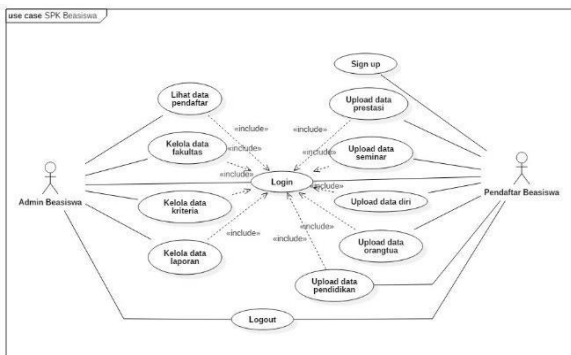 use case SPK Beasiswa
Sign up
Lihat data
pendaftar
Upload data
prestasi
«include»
«include»
Kelola data
fakultas
Upload data
seminar
«include»
«include»
Login
Admin Beasiswa
Pendaftar Beasiswa
«include»
«include»
Kelola data
kriteria
Upload data diri
«include»
«include»
Upload data
orangtua
Kelola data
laporan
«include»
Upload data
pendidikan
Logout